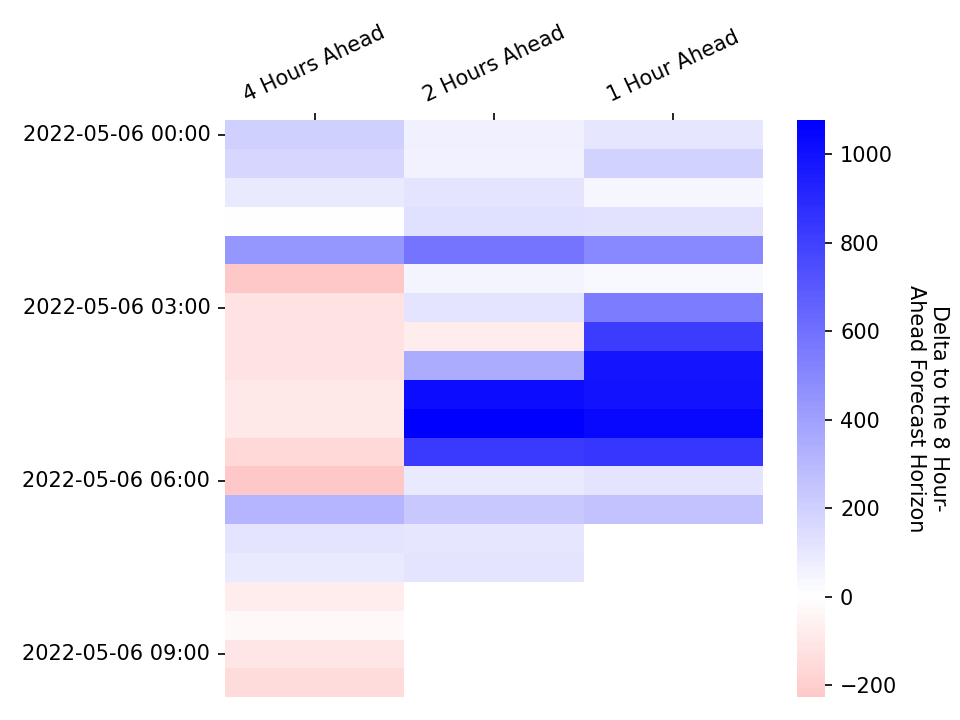 4 Hours Ahead
2 Hours Ahead
1 Hour Ahead
2022-05-06 00:00
2022-05-06 03:00
2022-05-06 06:00
2022-05-06 09:00
1000
800
600
400
200
0
−200
Delta to the 8 Hour-
Ahead Forecast Horizon